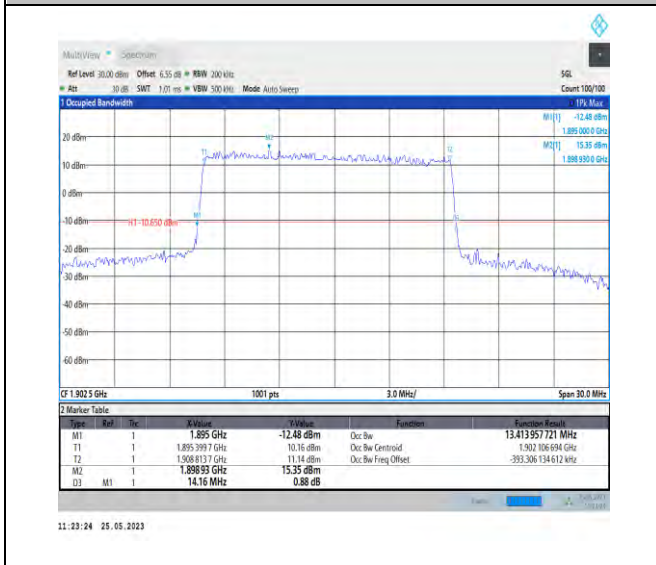 MultiView Spectrum
Ref Level 30.00 dBm Offset 6.55 dB RBW 200 kHz SGL
Att 30 dB SWT 1.01 ms VBW 500 kHz Mode Auto Sweep Count 100/100
1 Occupied Bandwidth 1Pk Max
M1[1] -12.48 dBm
1.895 000 0 GHz
M2[1] 15.35 dBm
1.898 930 0 GHz
20 dBm
M2
T1
T2
10 dBm
0 dBm
-10 dBm
M1
H1 -10.650 dBm
D3
-20 dBm
-30 dBm
-40 dBm
-50 dBm
-60 dBm
CF 1.902 5 GHz 1001 pts 3.0 MHz/ Span 30.0 MHz
2 Marker Table
Type Ref Trc X-Value Y-Value Function Function Result
M1 1 1.895 GHz -12.48 dBm Occ Bw 13.413 957 721 MHz
T1 1 1.895 399 7 GHz 10.16 dBm Occ Bw Centroid 1.902 106 694 GHz
T2 1 1.908 813 7 GHz 11.14 dBm Occ Bw Freq Offset -393.306 134 612 kHz
M2 1 1.898 93 GHz 15.35 dBm
D3 M1 1 14.16 MHz 0.88 dB
11:23:24 25.05.2023